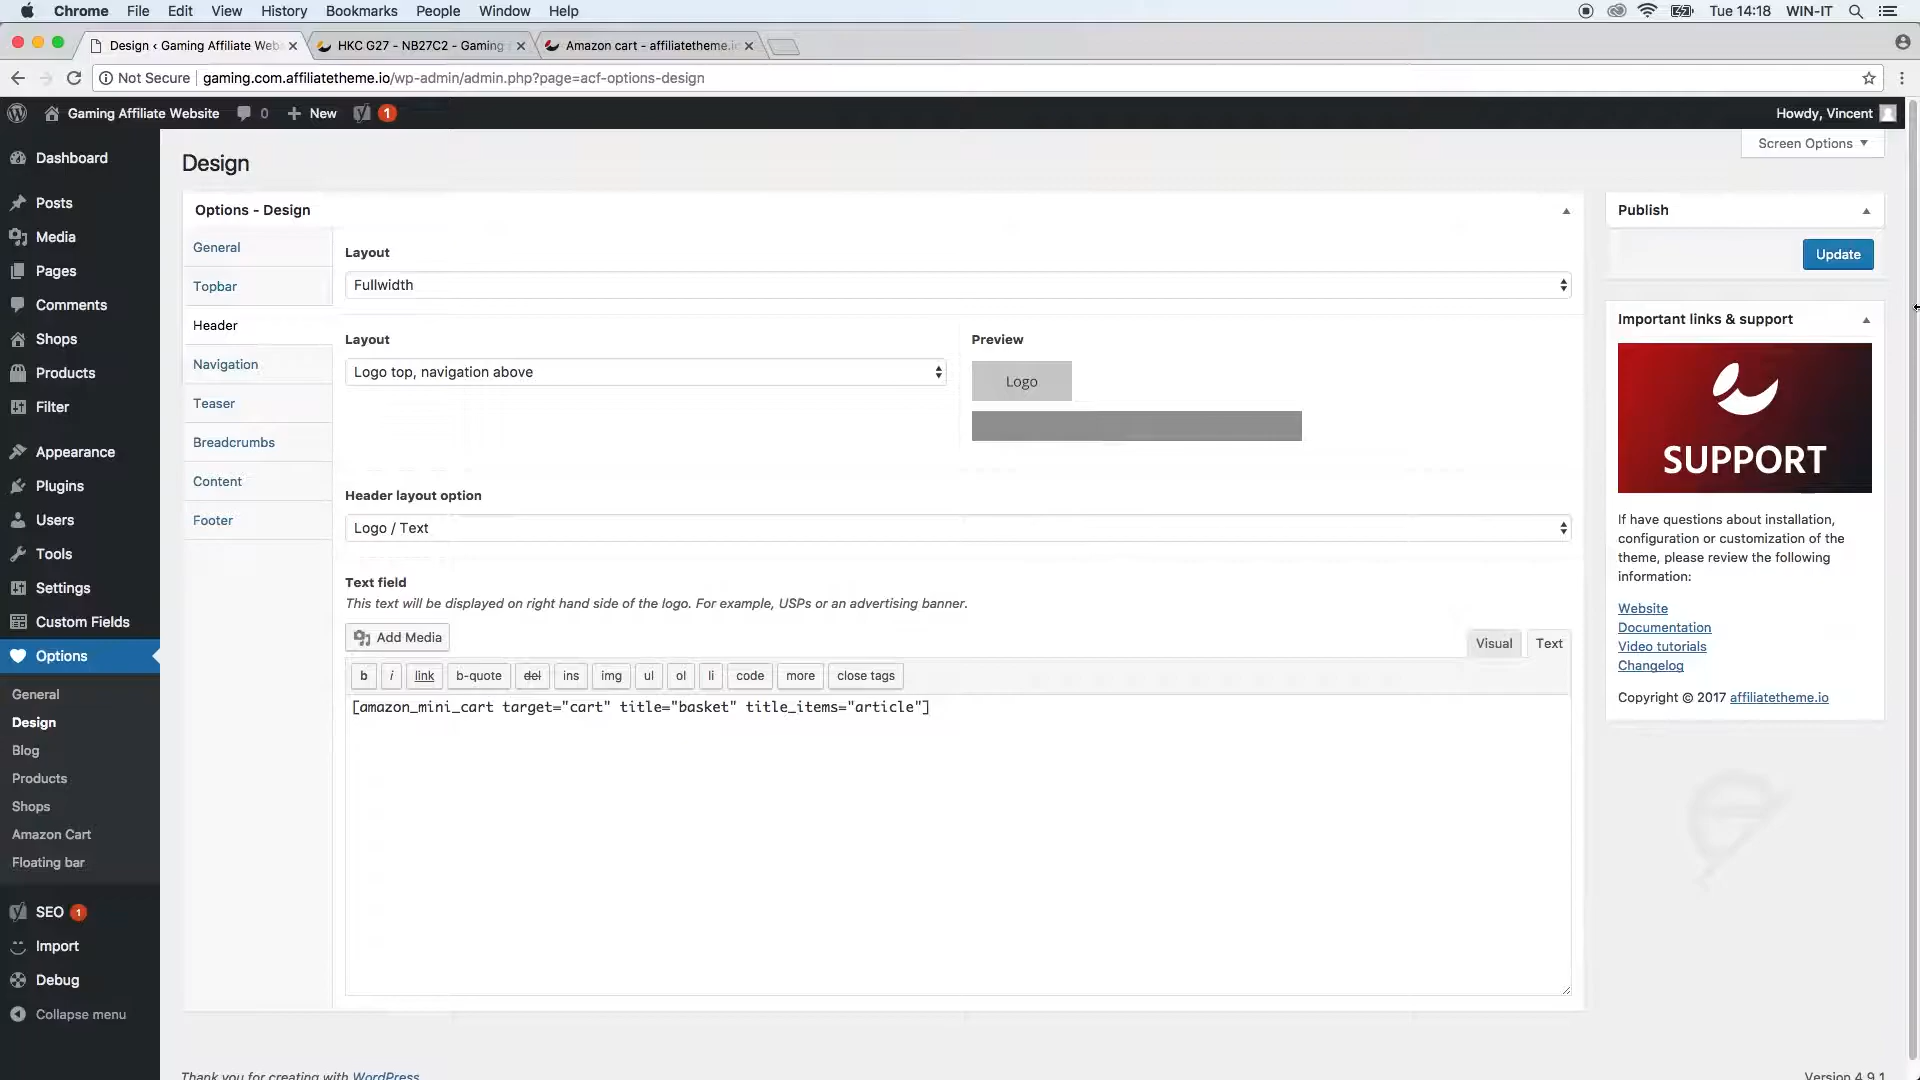 Chrome File Edit View History Bookmarks People Window Help
Tue 14:18 WIN-IT
Design ‹ Gaming Affiliate Web
HKC G27 - NB27C2 - Gaming
Amazon cart - affiliatetheme.i
Not Secure gaming.com.affiliatetheme.io/wp-admin/admin.php?page=acf-options-design
Gaming Affiliate Website 0 New 1
Howdy, Vincent
Screen Options
Dashboard
Posts
Media
Pages
Comments
Shops
Products
Filter
Appearance
Plugins
Users
Tools
Settings
Custom Fields
Options
General
Design
Blog
Products
Shops
Amazon Cart
Floating bar
SEO 1
Import
Debug
Collapse menu
Design
Options - Design
General
Topbar
Header
Navigation
Teaser
Breadcrumbs
Content
Footer
Layout
Fullwidth
Layout
Logo top, navigation above
Preview
Logo
Header layout option
Logo / Text
Text field
This text will be displayed on right hand side of the logo. For example, USPs or an advertising banner.
Add Media
Visual Text
b i link b-quote del ins img ul ol li code more close tags
[amazon_mini_cart target="cart" title="basket" title_items="article"]
Publish
Update
Important links & support
SUPPORT
If have questions about installation,
configuration or customization of the
theme, please review the following
information:
Website
Documentation
Video tutorials
Changelog
Copyright © 2017 affiliatetheme.io
Thank you for creating with WordPress
Version 4.9.1